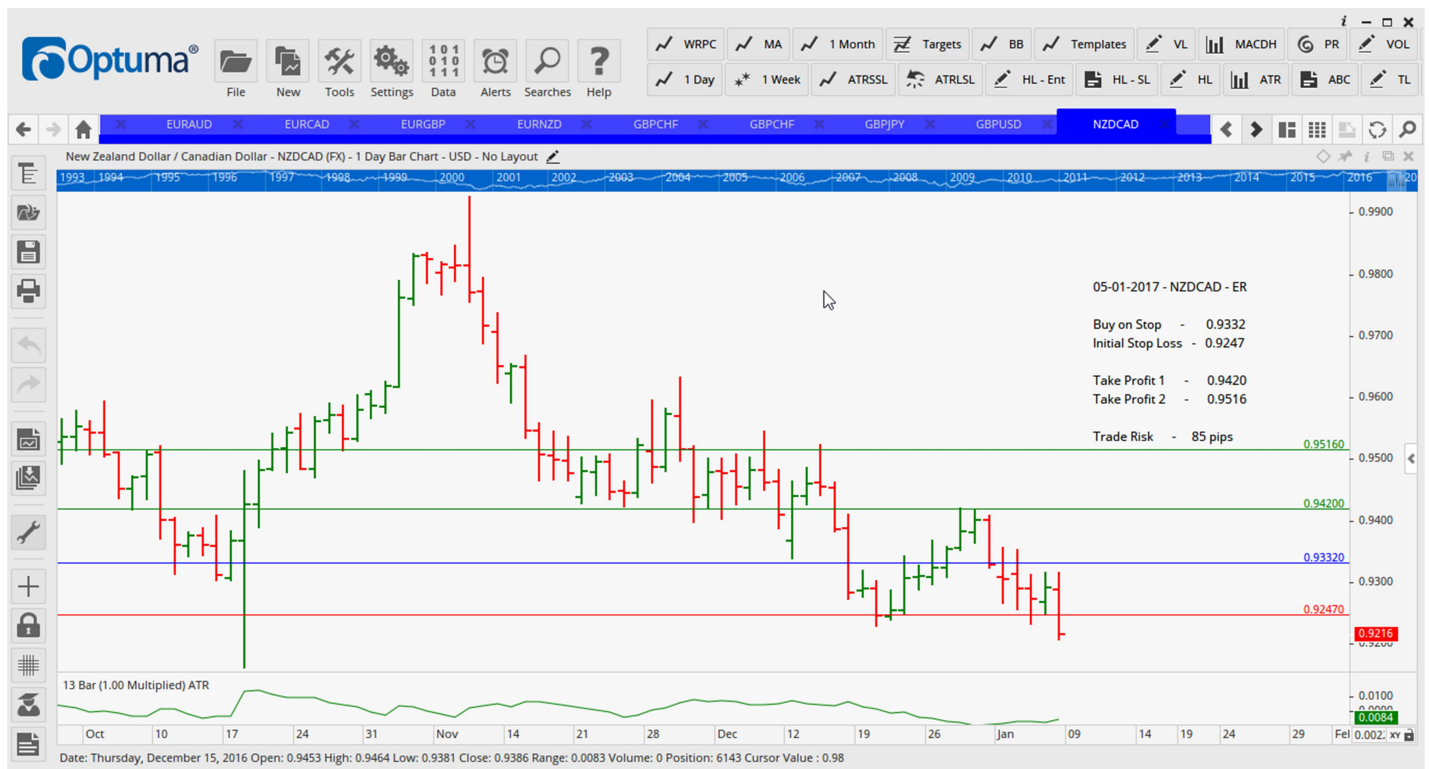 Optuma®
File New Tools Settings Data Alerts Searches Help
101
010
111
WRPC MA 1 Month Targets BB Templates VL MACDH PR VOL
1 Day 1 Week ATRSSL ATRLSL HL - Ent HL - SL HL ATR ABC TL
EURAUD EURCAD EURGBP EURNZD GBPCHF GBPCHF GBPJPY GBPUSD NZDCAD
New Zealand Dollar / Canadian Dollar - NZDCAD (FX) - 1 Day Bar Chart - USD - No Layout
1993 1994 1995 1996 1997 1998 1999 2000 2001 2002 2003 2004 2005 2006 2007 2008 2009 2010 2011 2012 2013 2014 2015 2016 20
0.9900
0.9800
05-01-2017 - NZDCAD - ER
Buy on Stop - 0.9332
0.9700
Initial Stop Loss - 0.9247
Take Profit 1 - 0.9420
0.9600
Take Profit 2 - 0.9516
Trade Risk - 85 pips
0.95160
0.9500
0.94200
0.9400
0.93320
0.9300
0.92470
0.9216
0.9200
13 Bar (1.00 Multiplied) ATR
0.0100
0.0084
Oct 10 17 24 31 Nov 14 21 28 Dec 12 19 26 Jan 09 14 19 24 29 Fel 0.002 XY
Date: Thursday, December 15, 2016 Open: 0.9453 High: 0.9464 Low: 0.9381 Close: 0.9386 Range: 0.0083 Volume: 0 Position: 6143 Cursor Value : 0.98